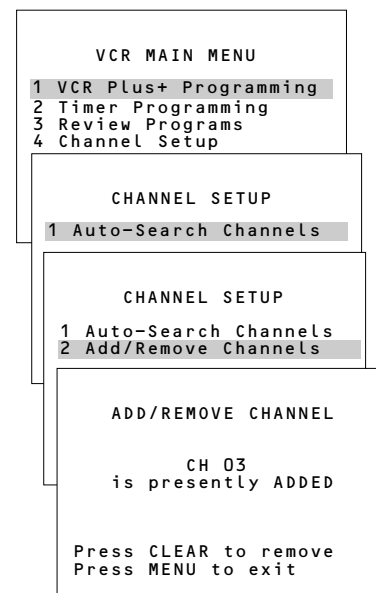 VCR MAIN MENU
1 VCR Plus+ Programming
2 Timer Programming
3 Review Programs
4 Channel Setup
CHANNEL SETUP
1 Auto-Search Channels
CHANNEL SETUP
1 Auto-Search Channels
2 Add/Remove Channels
ADD/REMOVE CHANNEL
CH 03
is presently ADDED
Press CLEAR to remove
Press MENU to exit